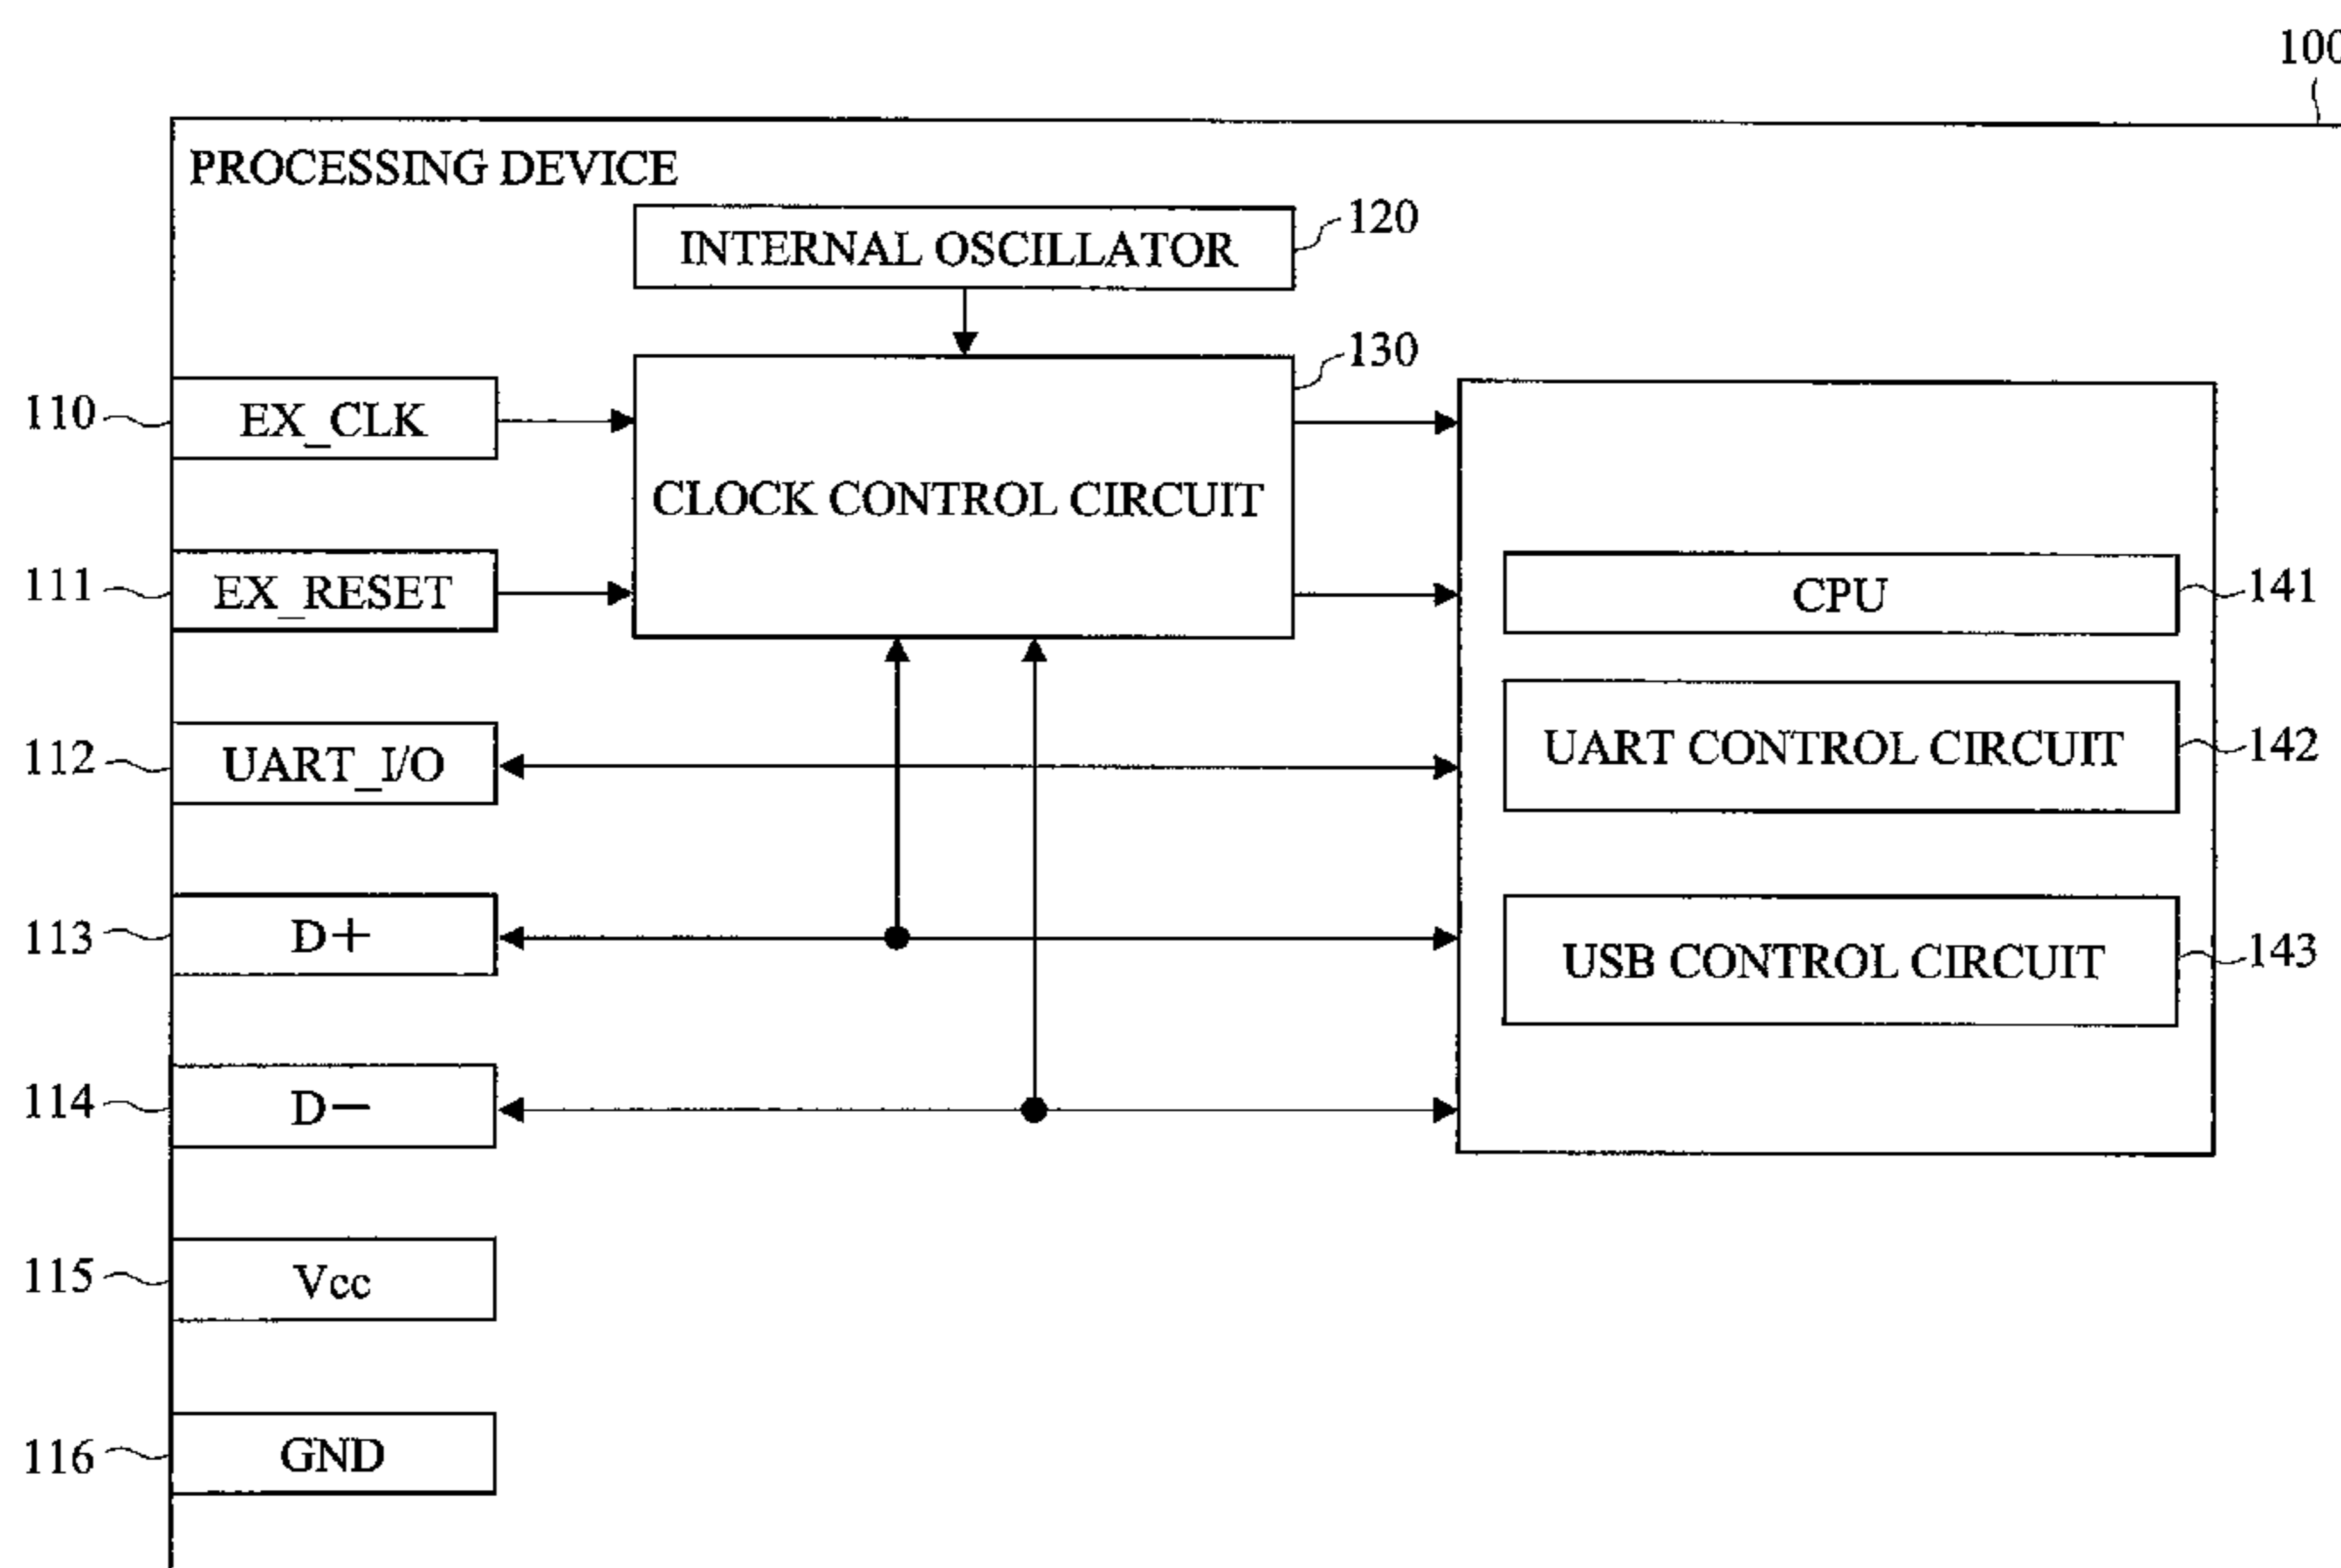 100
PROCESSING DEVICE
INTERNAL OSCILLATOR
120
CLOCK CONTROL CIRCUIT
130
110
EX_CLK
111
EX_RESET
CPU
141
112
UART_I/O
UART CONTROL CIRCUIT
142
113
D+
USB CONTROL CIRCUIT
143
114
D−
115
Vcc
116
GND